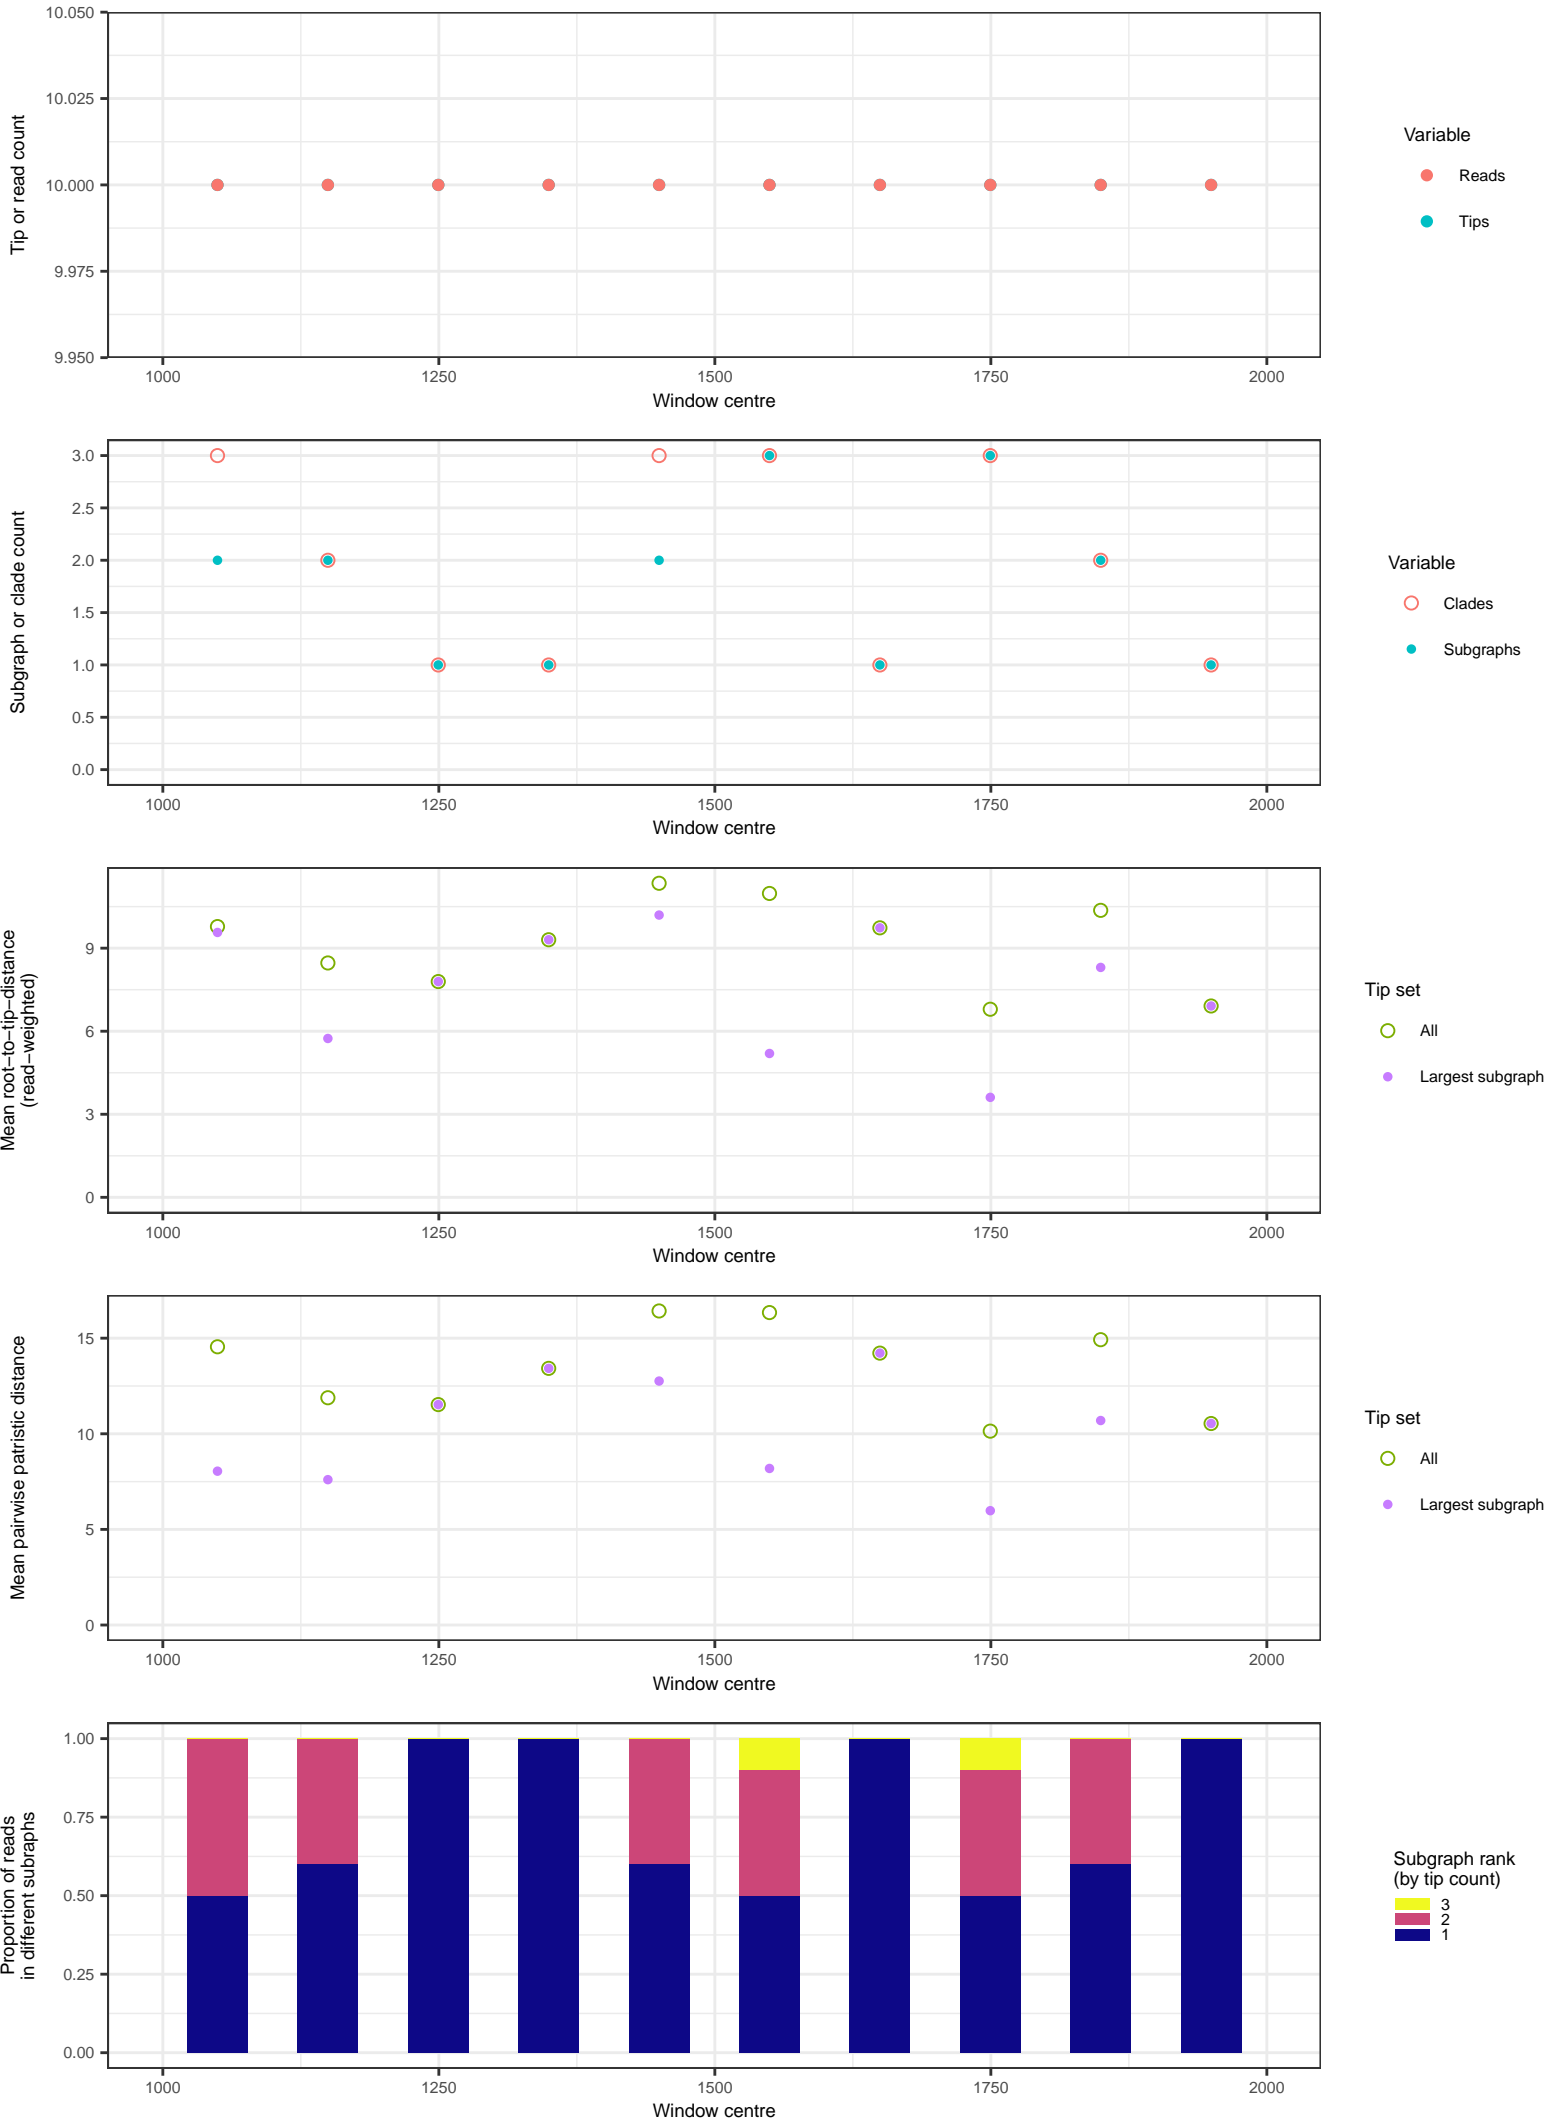 10.050
10.025
10.000
9.975
9.950
Tip or read count
1000 1250 1500 1750 2000
Window centre
Variable
Reads
Tips
3.0
2.5
2.0
1.5
1.0
0.5
0.0
Subgraph or clade count
1000 1250 1500 1750 2000
Window centre
Variable
Clades
Subgraphs
9
6
3
0
Mean root−to−tip−distance
(read−weighted)
1000 1250 1500 1750 2000
Window centre
Tip set
All
Largest subgraph
15
10
5
0
Mean pairwise patristic distance
1000 1250 1500 1750 2000
Window centre
Tip set
All
Largest subgraph
1.00
0.75
0.50
0.25
0.00
Proportion of reads
in different subraphs
1000 1250 1500 1750 2000
Window centre
Subgraph rank
(by tip count)
3
2
1